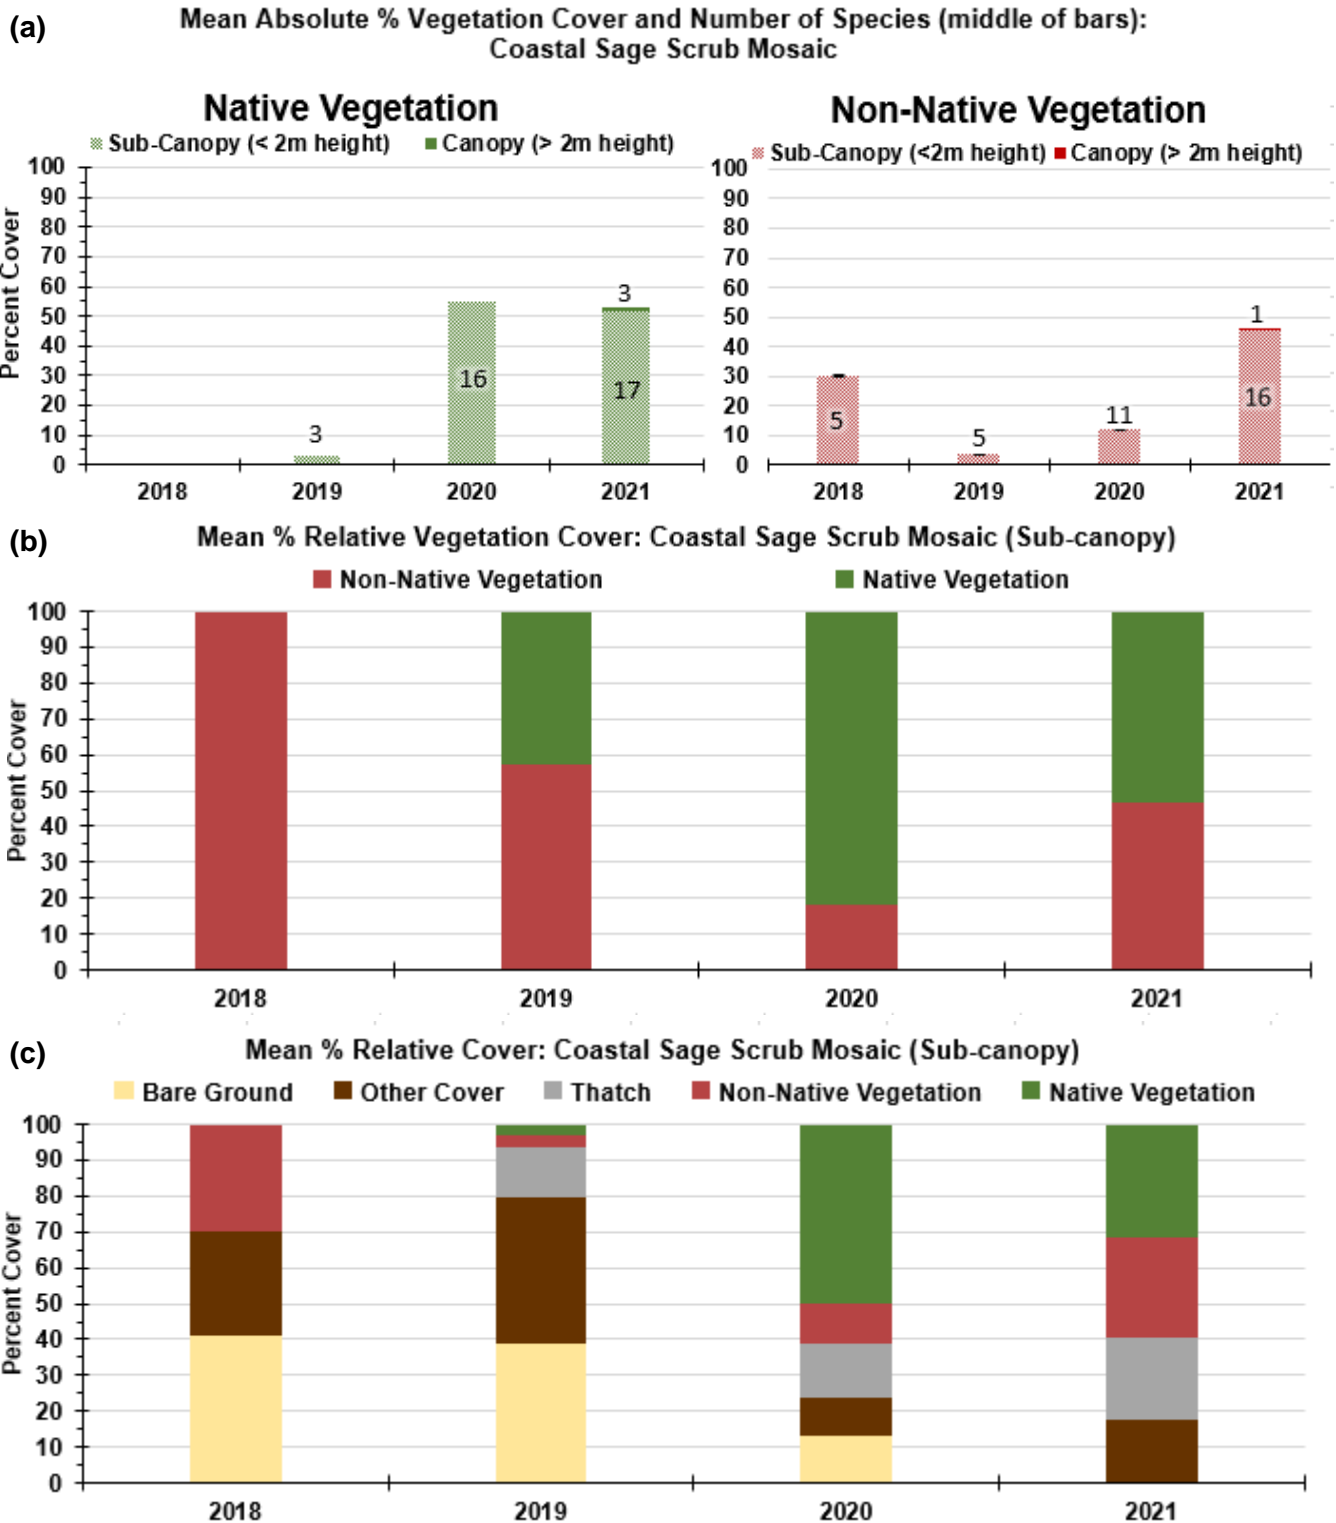 (a)
Mean Absolute % Vegetation Cover and Number of Species (middle of bars):
Coastal Sage Scrub Mosaic
Native Vegetation
Sub-Canopy (< 2m height) Canopy (> 2m height)
Percent Cover
100
90
80
70
60
50
40
30
20
10
0
3
16
3
17
2018 2019 2020 2021
Non-Native Vegetation
Sub-Canopy (<2m height) Canopy (> 2m height)
100
90
80
70
60
50
40
30
20
10
0
5
5
11
1
16
2018 2019 2020 2021
(b)
Mean % Relative Vegetation Cover: Coastal Sage Scrub Mosaic (Sub-canopy)
Non-Native Vegetation Native Vegetation
Percent Cover
100
90
80
70
60
50
40
30
20
10
0
2018 2019 2020 2021
(c)
Mean % Relative Cover: Coastal Sage Scrub Mosaic (Sub-canopy)
Bare Ground Other Cover Thatch Non-Native Vegetation Native Vegetation
Percent Cover
100
90
80
70
60
50
40
30
20
10
0
2018 2019 2020 2021